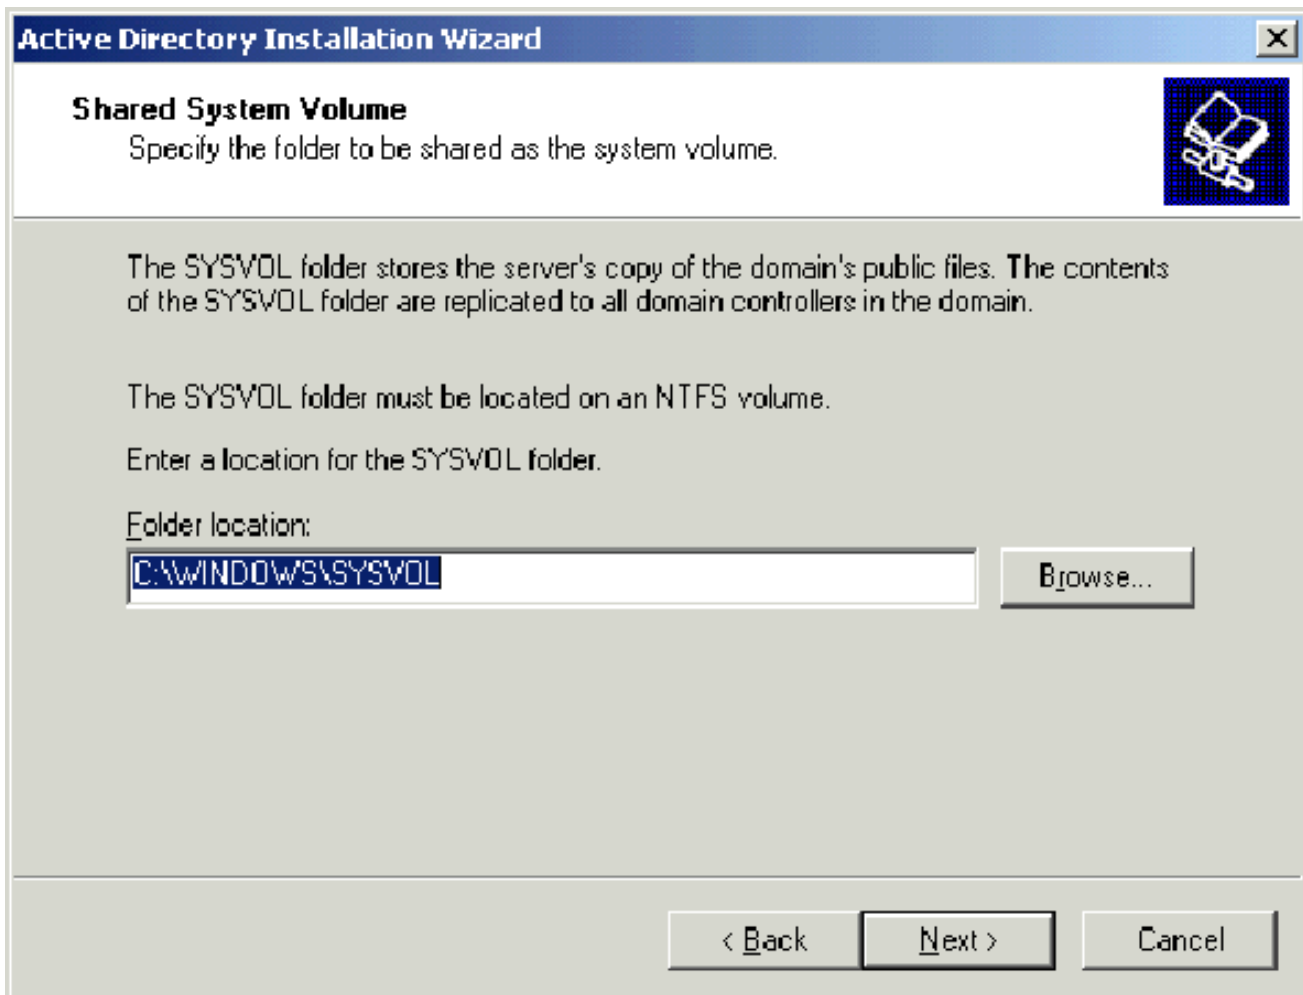 Active Directory Installation Wizard
Shared System Volume
Specify the folder to be shared as the system volume.
The SYSVOL folder stores the server's copy of the domain's public files. The contents
of the SYSVOL folder are replicated to all domain controllers in the domain.
The SYSVOL folder must be located on an NTFS volume.
Enter a location for the SYSVOL folder.
Folder location:
C:\WINDOWS\SYSVOL
Browse...
< Back
Next >
Cancel